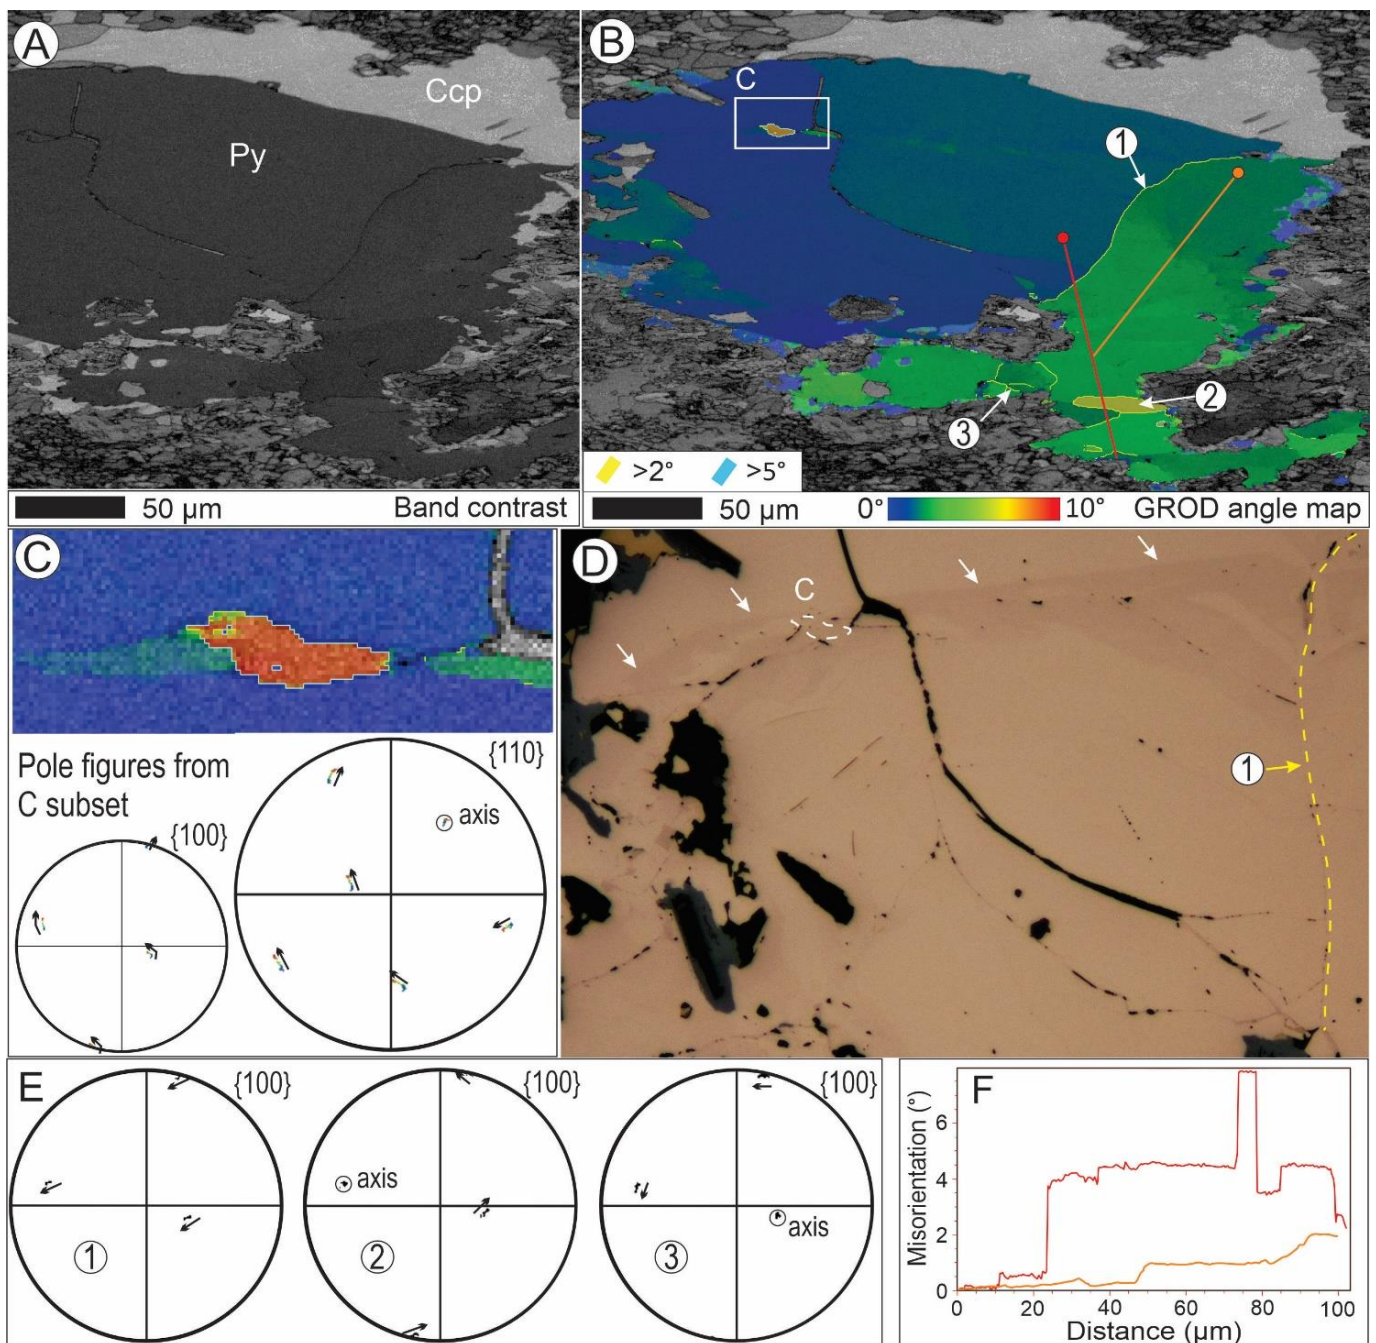 A
Ccp
Py
50 µm
Band contrast
B
C
1
2
3
>2°
>5°
50 µm
0°
10°
GROD angle map
C
Pole figures from
C subset
{100}
{110}
axis
D
C
1
E
{100}
1
{100}
axis
2
{100}
axis
3
F
Misorientation (°)
6
4
2
0
0
20
40
60
80
100
Distance (µm)